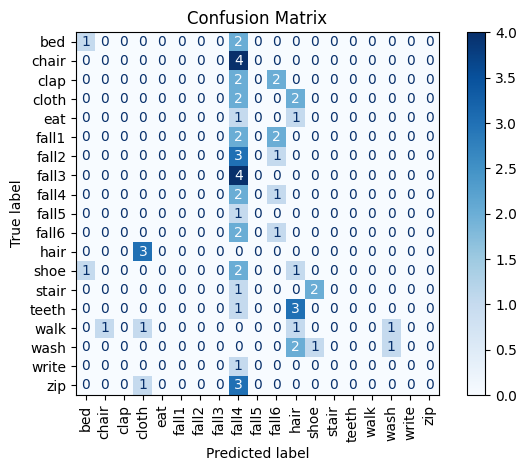 Confusion Matrix
bed 1 0 0 0 0 0 0 0 2 0 0 0 0 0 0 0 0 0 0
chair 0 0 0 0 0 0 0 0 4 0 0 0 0 0 0 0 0 0 0
clap 0 0 0 0 0 0 0 0 2 0 2 0 0 0 0 0 0 0 0
cloth 0 0 0 0 0 0 0 0 2 0 0 2 0 0 0 0 0 0 0
eat 0 0 0 0 0 0 0 0 1 0 0 1 0 0 0 0 0 0 0
fall1 0 0 0 0 0 0 0 0 2 0 2 0 0 0 0 0 0 0 0
fall2 0 0 0 0 0 0 0 0 3 0 1 0 0 0 0 0 0 0 0
fall3 0 0 0 0 0 0 0 0 4 0 0 0 0 0 0 0 0 0 0
fall4 0 0 0 0 0 0 0 0 2 0 1 0 0 0 0 0 0 0 0
fall5 0 0 0 0 0 0 0 0 1 0 0 0 0 0 0 0 0 0 0
fall6 0 0 0 0 0 0 0 0 2 0 1 0 0 0 0 0 0 0 0
hair 0 0 0 3 0 0 0 0 0 0 0 0 0 0 0 0 0 0 0
shoe 1 0 0 0 0 0 0 0 2 0 0 1 0 0 0 0 0 0 0
stair 0 0 0 0 0 0 0 0 1 0 0 0 2 0 0 0 0 0 0
teeth 0 0 0 0 0 0 0 0 1 0 0 3 0 0 0 0 0 0 0
walk 0 1 0 1 0 0 0 0 0 0 0 1 0 0 0 0 1 0 0
wash 0 0 0 0 0 0 0 0 0 0 0 2 1 0 0 0 1 0 0
write 0 0 0 0 0 0 0 0 1 0 0 0 0 0 0 0 0 0 0
zip 0 0 0 1 0 0 0 0 3 0 0 0 0 0 0 0 0 0 0
bed chair clap cloth eat fall1 fall2 fall3 fall4 fall5 fall6 hair shoe stair teeth walk wash write zip
Predicted label
True label
4.0
3.5
3.0
2.5
2.0
1.5
1.0
0.5
0.0